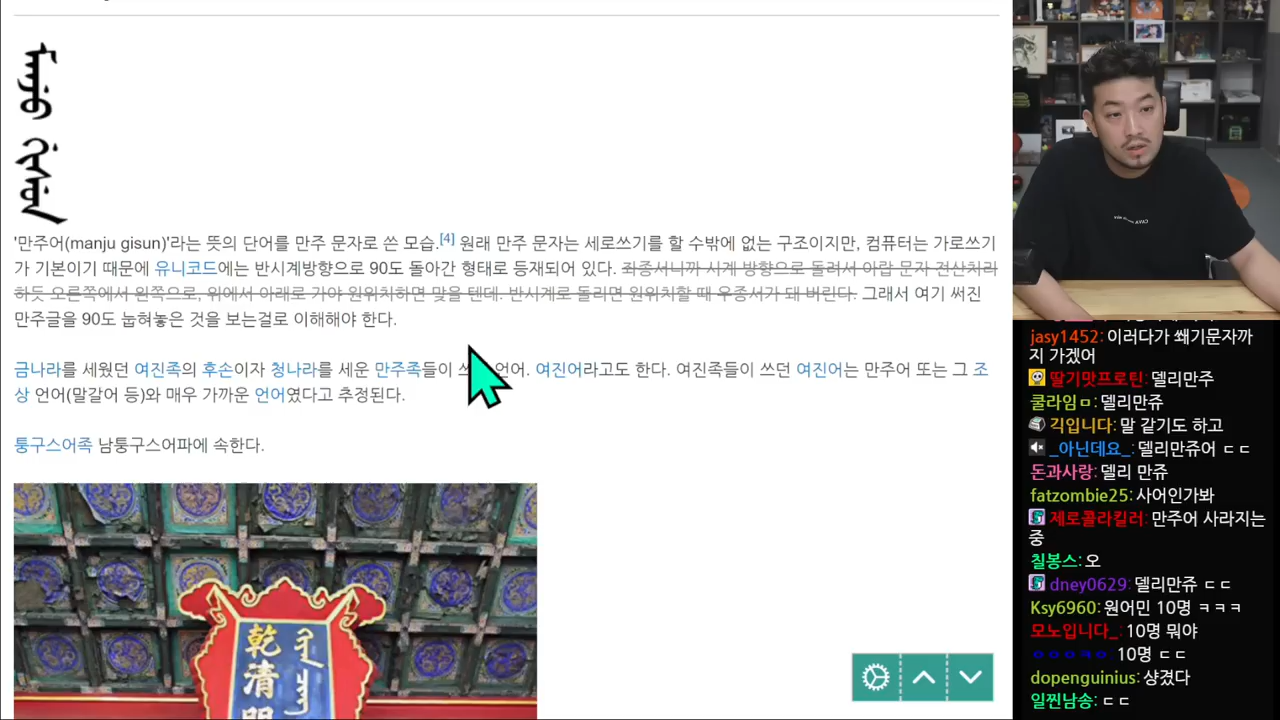 ᠮᠠᠨᠵᡠ ᡤᡳᠰᡠᠨ
'만주어(manju gisun)'라는 뜻의 단어를 만주 문자로 쓴 모습.[4] 원래 만주 문자는 세로쓰기를 할 수밖에 없는 구조이지만, 컴퓨터는 가로쓰기
가 기본이기 때문에 유니코드에는 반시계방향으로 90도 돌아간 형태로 등재되어 있다. 좌종서니까 시계 방향으로 돌려서 아랍 문자 전산처리
하듯 오른쪽에서 왼쪽으로, 위에서 아래로 가야 원위치하면 맞을 텐데. 반시계로 돌리면 원위치할 때 우종서가 돼 버린다. 그래서 여기 써진
만주글을 90도 눕혀놓은 것을 보는걸로 이해해야 한다.
금나라를 세웠던 여진족의 후손이자 청나라를 세운 만주족들이 언어. 여진어라고도 한다. 여진족들이 쓰던 여진어는 만주어 또는 그 조
상 언어(말갈어 등)와 매우 가까운 언어였다고 추정된다.
퉁구스어족 남퉁구스어파에 속한다.
乾清
jasy1452: 이러다가 쐐기문자까
지 가겠어
딸기맛프로틴: 델리만주
쿨라임ㅁ: 델리만쥬
긱입니다: 말 같기도 하고
_아닌데요_: 델리만쥬어 ㄷㄷ
돈과사랑: 델리 만쥬
fatzombie25: 사어인가봐
제로콜라킬러: 만주어 사라지는
중
칠봉스: 오
dney0629: 델리만쥬 ㄷㄷ
Ksy6960: 원어민 10명 ㅋㅋㅋ
모노입니다_: 10명 뭐야
10명 ㄷㄷ
dopenguinius: 샹겼다
일찐남송: ㄷㄷ